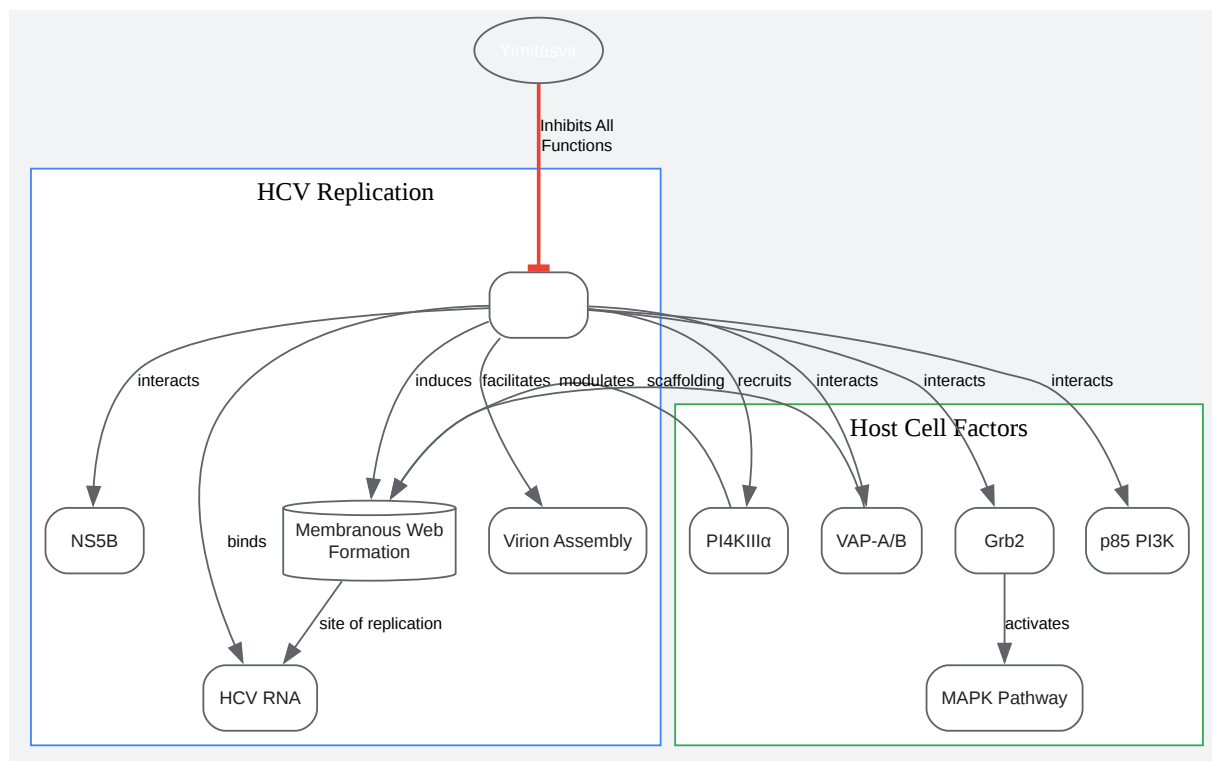 Yimitasvir
Inhibits All
Functions
HCV Replication
interacts
induces
facilitates
modulates
scaffolding
recruits
interacts
interacts
interacts
Host Cell Factors
NS5B
binds
Membranous Web
Formation
Virion Assembly
PI4KIIIα
VAP-A/B
Grb2
p85 PI3K
site of replication
activates
HCV RNA
MAPK Pathway